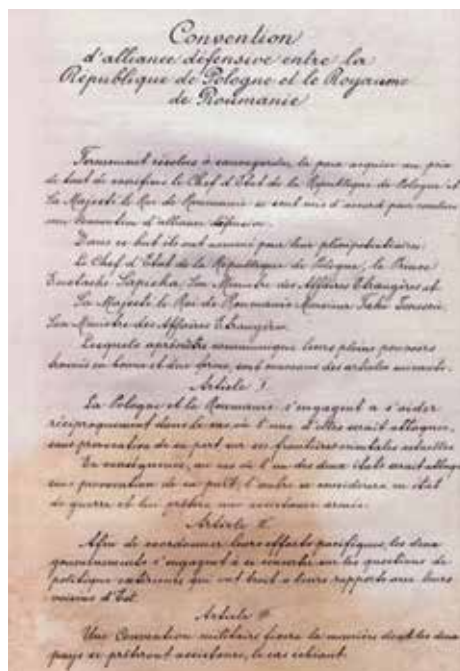 Convention
d'alliance défensive entre la
République de Pologne et le Royaume
de Roumanie
Fermement résolus à sauvegarder la paix acquise au prix
de tant de sacrifices le Chef d'Etat de la République de Pologne et
Sa Majesté le Roi de Roumanie se sont mis d'accord pour conclure
une Convention d'alliance défensive.
Dans ce but ils ont nommé pour leur plénipotentiaires:
Le Chef d'Etat de la République de Pologne, le Prince
Eustache Sapieha, Son Ministre des Affaires Etrangères et
Sa Majesté le Roi de Roumanie Monsieur Take Ionescu
Son Ministre des Affaires Etrangères.
Lesquels après communiqué leurs pleins pouvoirs
trouvés en bonne et due forme, sont convenus des articles suivants.
Article I.
La Pologne et la Roumanie s'engagent à s'aider
réciproquement dans le cas où l'une d'elles serait attaquée,
sans provocation de sa part sur ses frontières orientales actuelles
En conséquence, au cas où l'un des deux états serait attaqué
sans provocation de sa part, l'autre se considérera en état
de guerre et lui prêtera une assistance armée.
Article II.
Afin de coordonner leurs efforts pacifiques, les deux
gouvernements s'engagent à se concerter sur les questions de
politique extérieure qui ont trait à leurs rapports avec leurs
voisins d'Est.
Article
Une Convention militaire fixera la manière dont les deux
pays se prêteront assistance, le cas échéant.